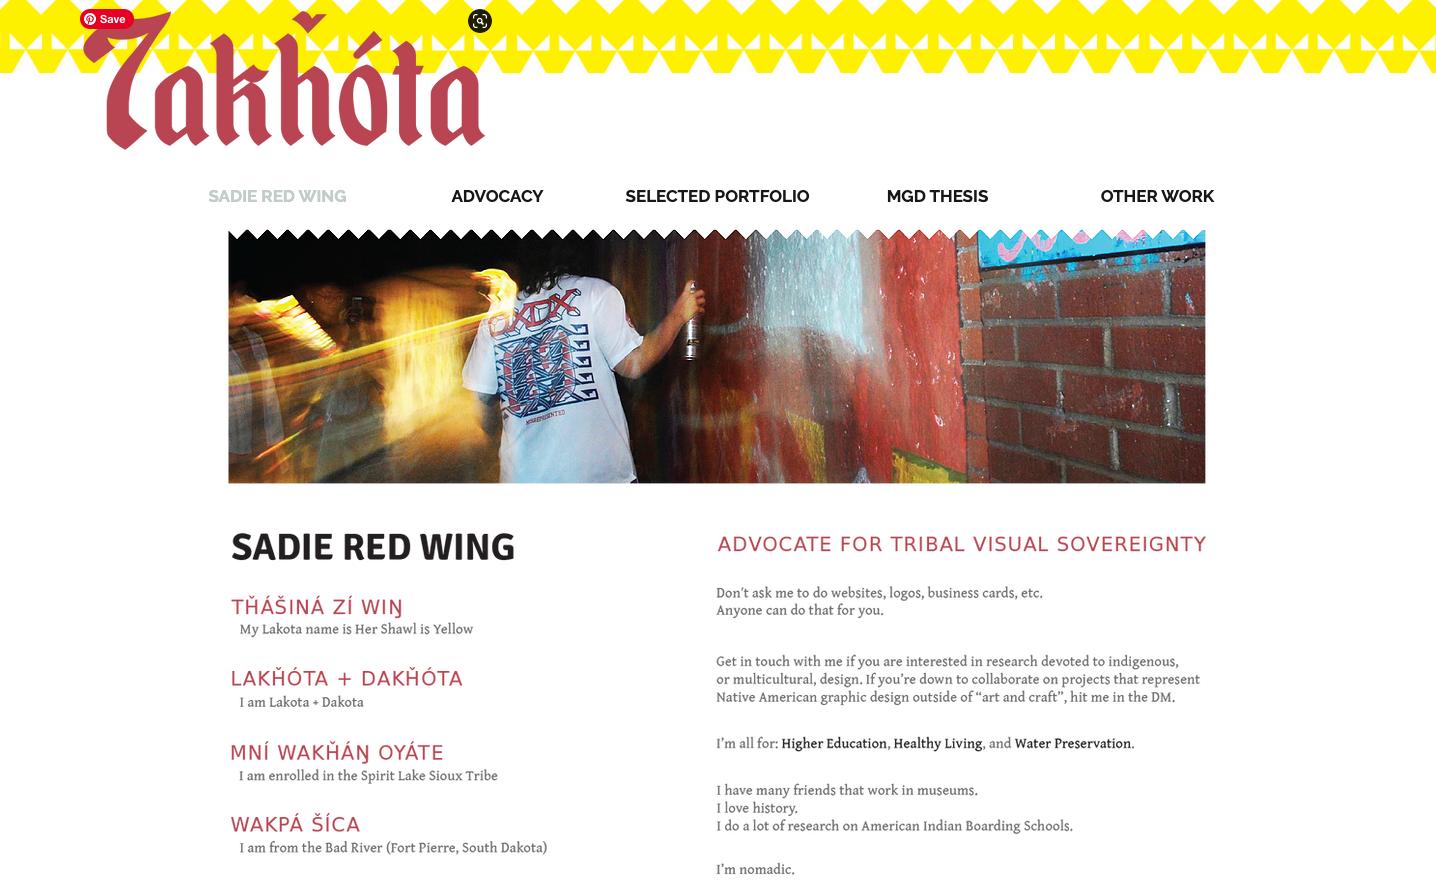 Save
Lakȟóta
SADIE RED WING
ADVOCACY
SELECTED PORTFOLIO
MGD THESIS
OTHER WORK
OXDX
SADIE RED WING
TȞÁŠINÁ ZÍ WIŊ
My Lakota name is Her Shawl is Yellow
LAKȞÓTA + DAKȞÓTA
I am Lakota + Dakota
MNÍ WAKȞÁŊ OYÁTE
I am enrolled in the Spirit Lake Sioux Tribe
WAKPÁ ŠÍCA
I am from the Bad River (Fort Pierre, South Dakota)
ADVOCATE FOR TRIBAL VISUAL SOVEREIGNTY
Don't ask me to do websites, logos, business cards, etc.
Anyone can do that for you.
Get in touch with me if you are interested in research devoted to indigenous,
or multicultural, design. If you’re down to collaborate on projects that represent
Native American graphic design outside of “art and craft”, hit me in the DM.
I’m all for: Higher Education, Healthy Living, and Water Preservation.
I have many friends that work in museums.
I love history.
I do a lot of research on American Indian Boarding Schools.
I’m nomadic.